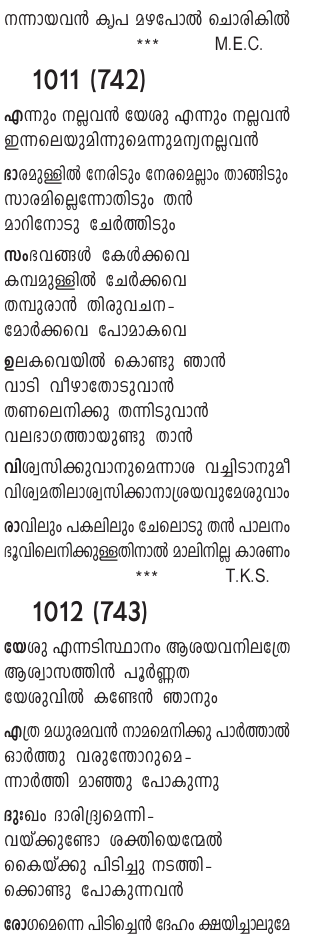 നന്നായവൻ കൃപ മഴപോൽ ചൊരികിൽ
*** M.E.C.
1011 (742)
എന്നും നല്ലവൻ യേശു എന്നും നല്ലവൻ
ഇന്നലെയുമിന്നുമെന്നുമന്യനല്ലവൻ
ഭാരമുള്ളിൽ നേരിടും നേരമെല്ലാം താങ്ങിടും
സാരമില്ലെന്നോതിടും തൻ
മാറിനോടു ചേർത്തിടും
സംഭവങ്ങൾ കേൾക്കവെ
കമ്പമുള്ളിൽ ചേർക്കവെ
തമ്പുരാൻ തിരുവചന-
മോർക്കവെ പോമാകവെ
ഉലകവെയിൽ കൊണ്ടു ഞാൻ
വാടി വീഴാതോടുവാൻ
തണലെനിക്കു തന്നിടുവാൻ
വലഭാഗത്തായുണ്ടു താൻ
വിശ്വസിക്കുവാനുമെന്നാശ വച്ചിടാനുമീ
വിശ്വമതിലാശ്വസിക്കാനാശ്രയവുമേശുവാം
രാവിലും പകലിലും ചേലൊടു തൻ പാലനം
ഭൂവിലെനിക്കുള്ളതിനാൽ മാലിനില്ല കാരണം
*** T.K.S.
1012 (743)
യേശു എന്നടിസ്ഥാനം ആശയവനിലത്രേ
ആശ്വാസത്തിൻ പൂർണ്ണത
യേശുവിൽ കണ്ടേൻ ഞാനും
എത്ര മധുരമവൻ നാമമെനിക്കു പാർത്താൽ
ഓർത്തു വരുന്തോറുമെ-
ന്നാർത്തി മാഞ്ഞു പോകുന്നു
ദുഃഖം ദാരിദ്ര്യമെന്നി-
വയ്ക്കുണ്ടോ ശക്തിയെന്മേൽ
കൈയ്ക്കു പിടിച്ചു നടത്തി-
ക്കൊണ്ടു പോകുന്നവൻ
രോഗമെന്നെ പിടിച്ചെൻ ദേഹം ക്ഷയിച്ചാലുമേ